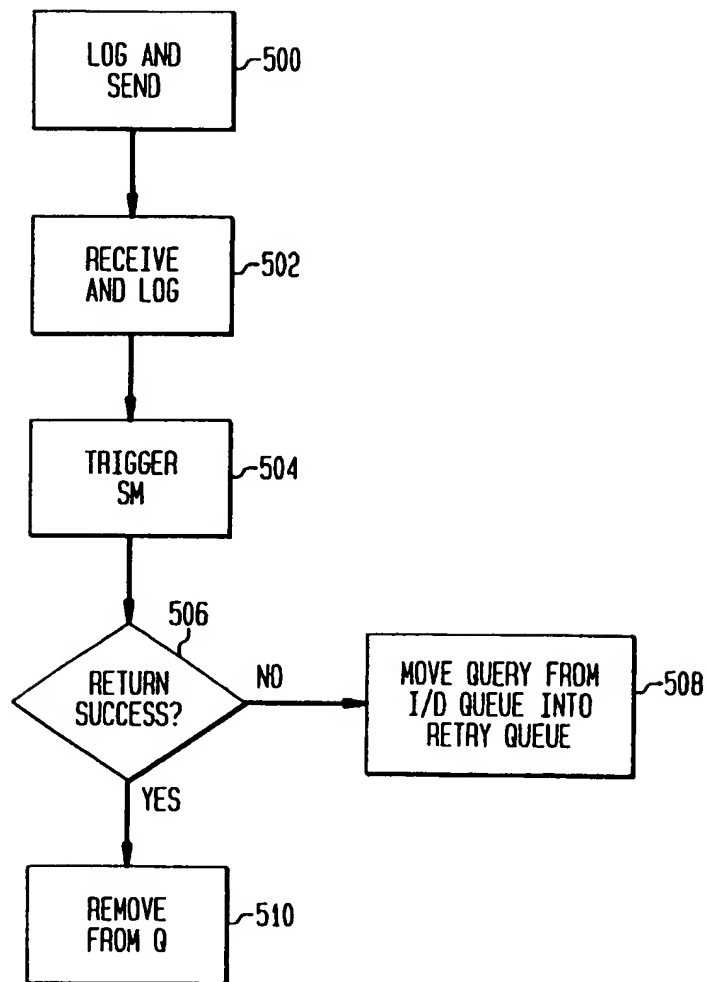 LOG AND
SEND
500
RECEIVE
AND LOG
502
TRIGGER
SM
504
506
RETURN
SUCCESS?
NO
MOVE QUERY FROM
I/D QUEUE INTO
RETRY QUEUE
508
YES
REMOVE
FROM Q
510